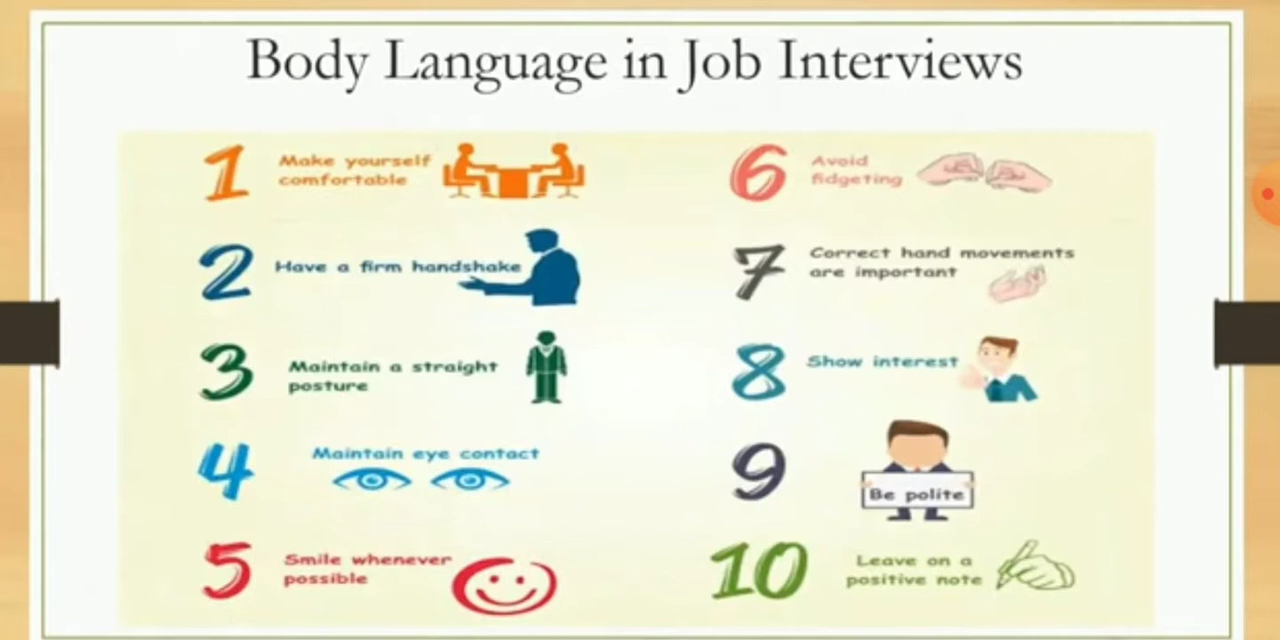 Body Language in Job Interviews
1 Make yourself
comfortable
2 Have a firm handshake
3 Maintain a straight
posture
4 Maintain eye contact
5 Smile whenever
possible
6 Avoid
fidgeting
7 Correct hand movements
are important
8 Show interest
9 Be polite
10 Leave on a
positive note